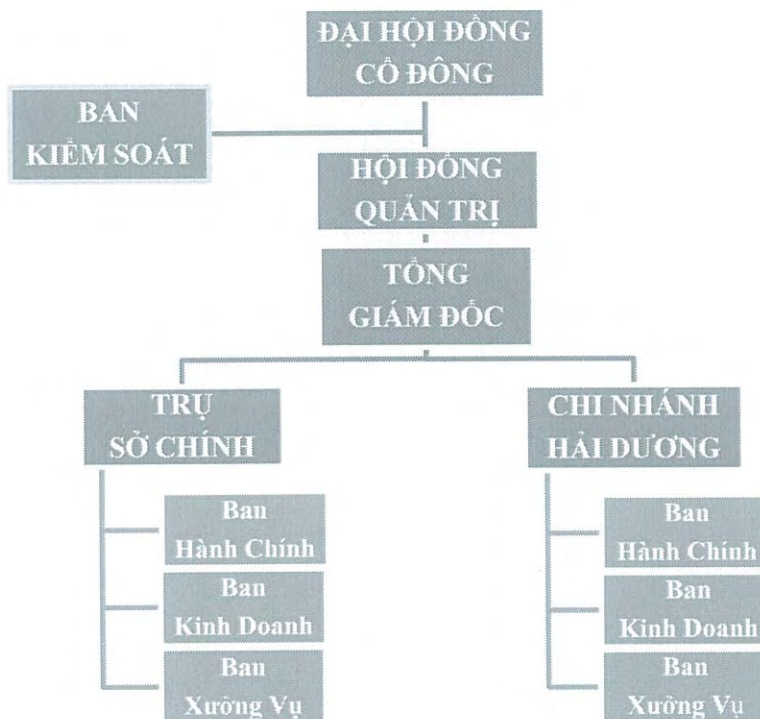 ĐẠI HỘI ĐỒNG
CỔ ĐÔNG
BAN
KIỂM SOÁT
HỘI ĐỒNG
QUẢN TRỊ
TỔNG
GIÁM ĐỐC
TRỤ
SỞ CHÍNH
CHI NHÁNH
HẢI DƯƠNG
Ban
Hành Chính
Ban
Kinh Doanh
Ban
Xưởng Vụ
Ban
Hành Chính
Ban
Kinh Doanh
Ban
Xưởng Vụ